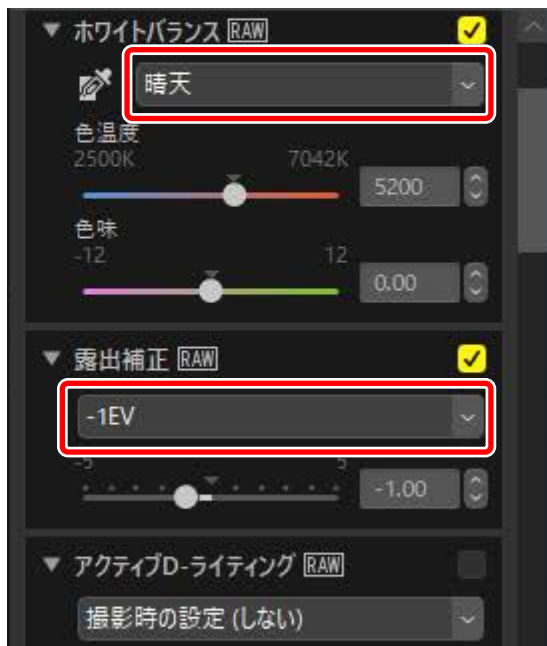 ホワイトバランス RAW
晴天
色温度
2500K 7042K
5200
色味
-12 12
0.00
露出補正 RAW
-1EV
-5 5
-1.00
アクティブD-ライティング RAW
撮影時の設定 (しない)